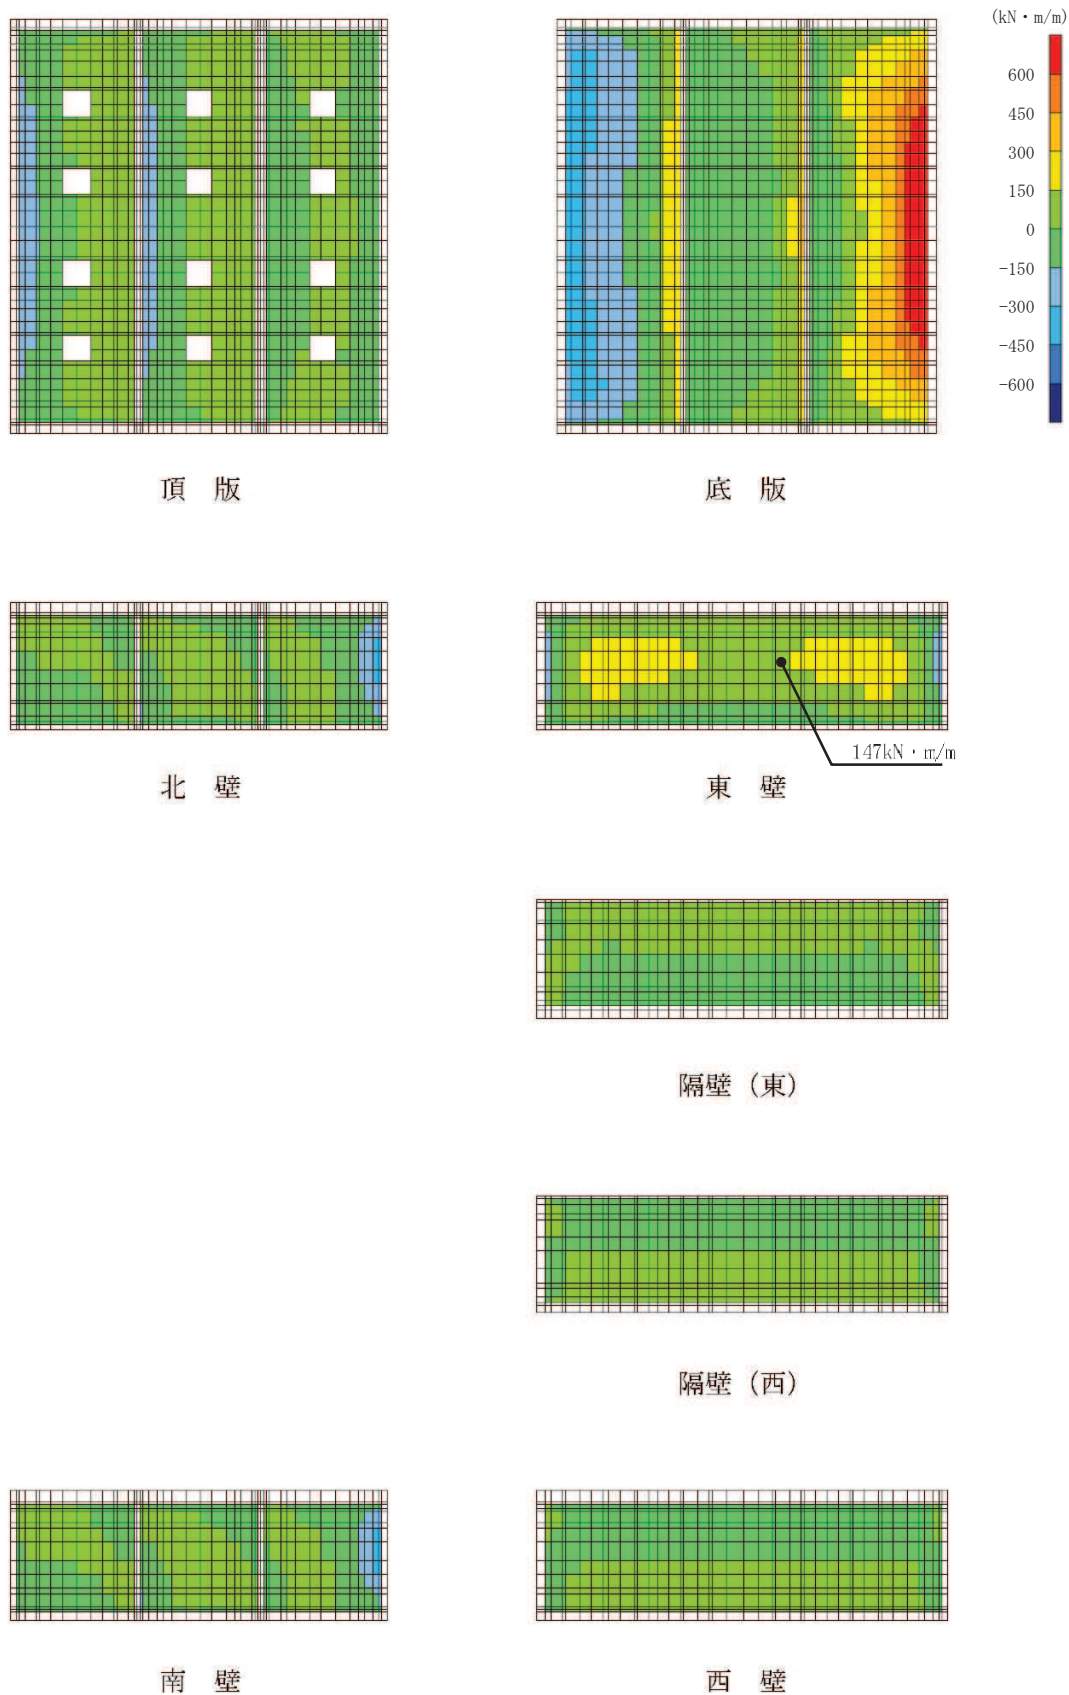 (kN・m/m)
600
450
300
150
0
-150
-300
-450
-600
頂 版
底 版
147kN・m/m
北 壁
東 壁
隔壁（東）
隔壁（西）
南 壁
西 壁